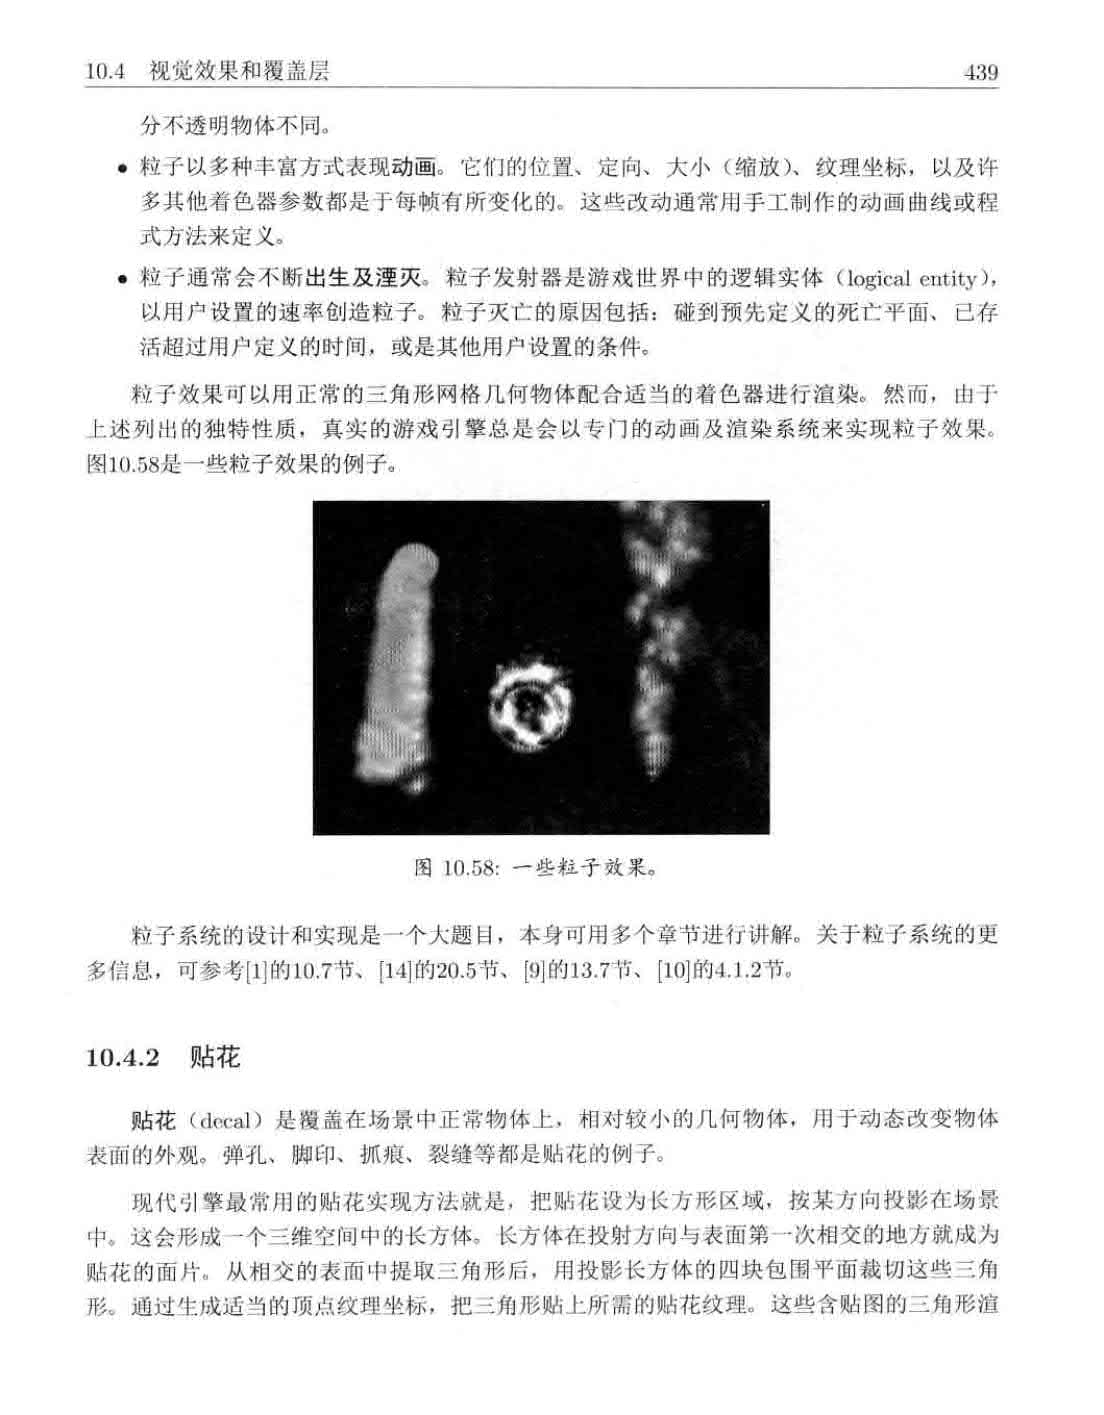 10.4 视觉效果和覆盖层 439
分不透明物体不同。
• 粒子以多种丰富方式表现动画。它们的位置、定向、大小（缩放）、纹理坐标，以及许
多其他着色器参数都是于每帧有所变化的。这些改动通常用手工制作的动画曲线或程
式方法来定义。
• 粒子通常会不断出生及湮灭。粒子发射器是游戏世界中的逻辑实体（logical entity），
以用户设置的速率创造粒子。粒子灭亡的原因包括：碰到预先定义的死亡平面、已存
活超过用户定义的时间，或是其他用户设置的条件。
粒子效果可以用正常的三角形网格几何物体配合适当的着色器进行渲染。然而，由于
上述列出的独特性质，真实的游戏引擎总是会以专门的动画及渲染系统来实现粒子效果。
图10.58是一些粒子效果的例子。
图 10.58: 一些粒子效果。
粒子系统的设计和实现是一个大题目，本身可用多个章节进行讲解。关于粒子系统的更
多信息，可参考[1]的10.7节、[14]的20.5节、[9]的13.7节、[10]的4.1.2节。
10.4.2 贴花
贴花（decal）是覆盖在场景中正常物体上，相对较小的几何物体，用于动态改变物体
表面的外观。弹孔、脚印、抓痕、裂缝等都是贴花的例子。
现代引擎最常用的贴花实现方法就是，把贴花设为长方形区域，按某方向投影在场景
中。这会形成一个三维空间中的长方体。长方体在投射方向与表面第一次相交的地方就成为
贴花的面片。从相交的表面中提取三角形后，用投影长方体的四块包围平面裁切这些三角
形。通过生成适当的顶点纹理坐标，把三角形贴上所需的贴花纹理。这些含贴图的三角形渲